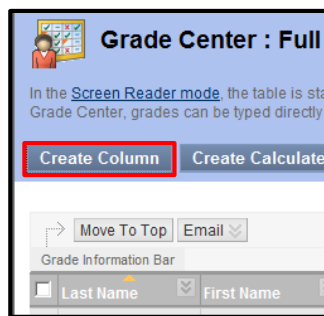 Grade Center : Full
In the Screen Reader mode, the table is sta
Grade Center, grades can be typed directly
Create Column Create Calculate
Move To Top Email
Grade Information Bar
Last Name First Name